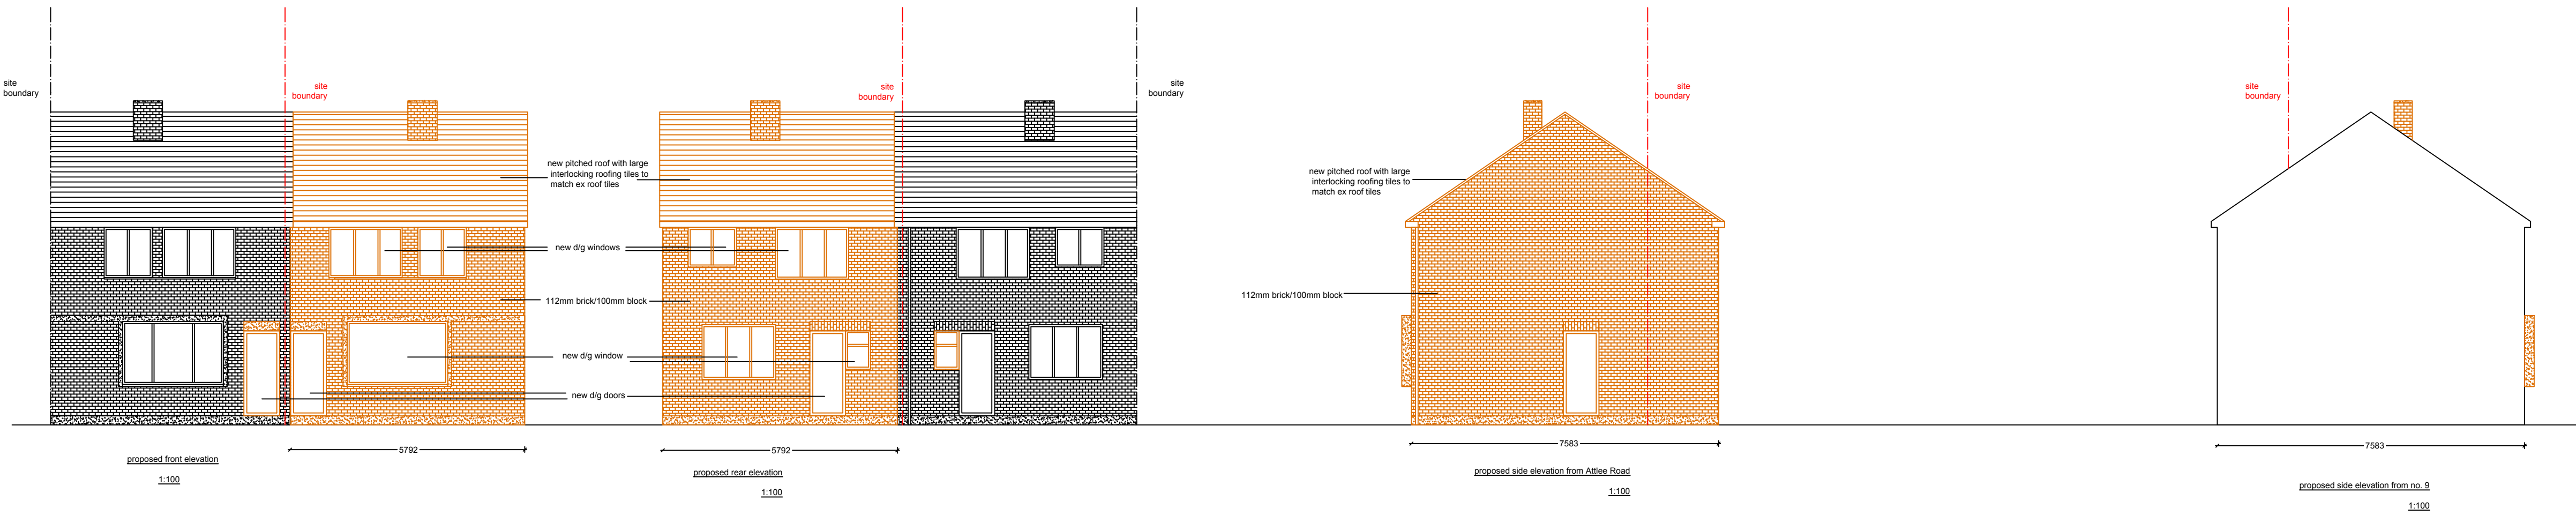 site
boundary
site
boundary
site
boundary
site
boundary
site
boundary
site
boundary
new pitched roof with large
interlocking roofing tiles to
match ex roof tiles
new pitched roof with large
interlocking roofing tiles to
match ex roof tiles
new d/g windows
112mm brick/100mm block
112mm brick/100mm block
new d/g window
new d/g doors
5792
5792
7583
7583
proposed front elevation
1:100
proposed rear elevation
1:100
proposed side elevation from Attlee Road
1:100
proposed side elevation from no. 9
1:100